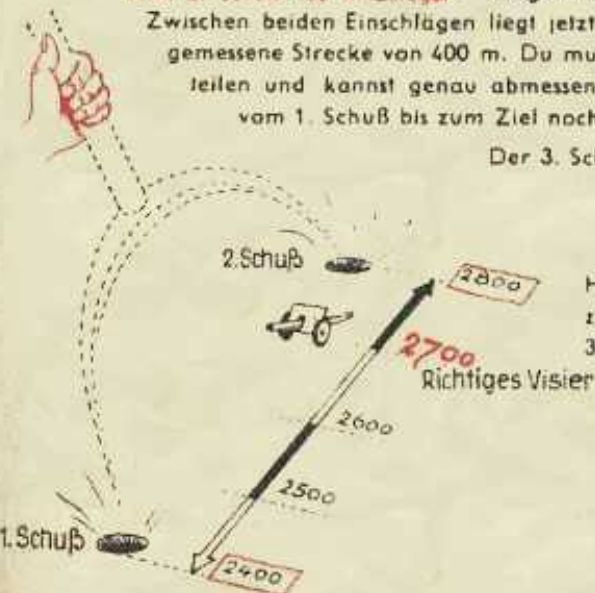 Zwischen beiden Einschlägen liegt jetzt
gemessene Strecke von 400 m. Du mu
teilen und kannst genau abmessen
vom 1. Schuß bis zum Ziel noch
Der 3. Sc
2. Schuß
2800
H
2700
3
Richtiges Visier
2600
2500
1. Schuß
2400